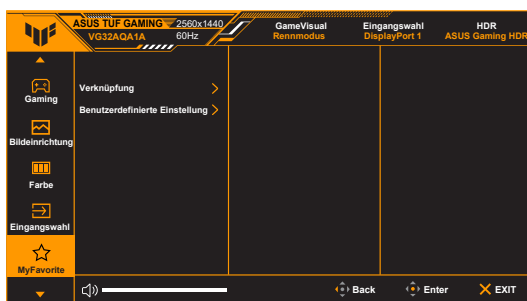 ASUS TUF GAMING 2560x1440
VG32AQA1A 60Hz
GameVisual
Rennmodus
Eingangswahl
DisplayPort 1
HDR
ASUS Gaming HDR
Gaming
Bildeinrichtung
Farbe
Eingangswahl
MyFavorite
Verknüpfung
Benutzerdefinierte Einstellung
Back
Enter
EXIT